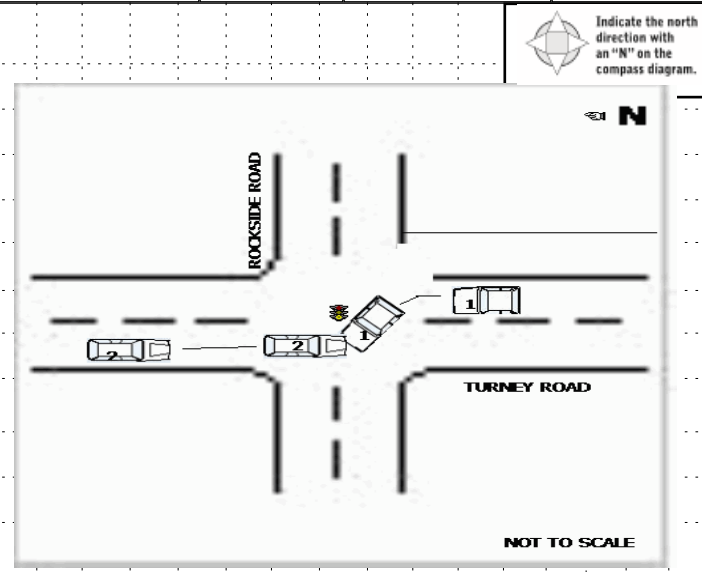 Indicate the north
direction with
an “N” on the
compass diagram.
N
ROCKSIDE ROAD
1
2
2
1
TURNEY ROAD
NOT TO SCALE